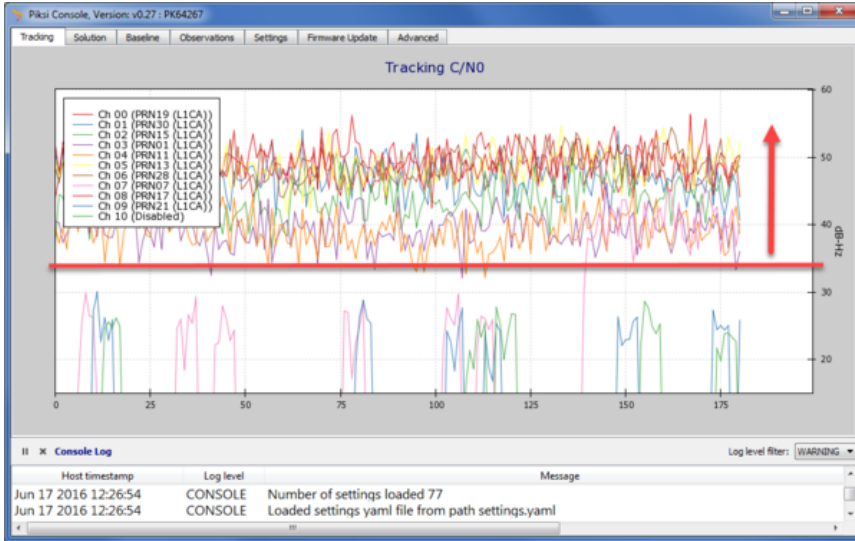 Piksi Console, Version: v0.27 : PK64267
Tracking Solution Baseline Observations Settings Firmware Update Advanced
Tracking C/N0
Ch 00 (PRN19 (L1CA))
Ch 01 (PRN30 (L1CA))
Ch 02 (PRN15 (L1CA))
Ch 03 (PRN01 (L1CA))
Ch 04 (PRN11 (L1CA))
Ch 05 (PRN13 (L1CA))
Ch 06 (PRN28 (L1CA))
Ch 07 (PRN07 (L1CA))
Ch 08 (PRN17 (L1CA))
Ch 09 (PRN21 (L1CA))
Ch 10 (Disabled)
60
50
40
30
20
dB-Hz
0 25 50 75 100 125 150 175
Console Log Log level filter: WARNING
Host timestamp Log level Message
Jun 17 2016 12:26:54 CONSOLE Number of settings loaded 77
Jun 17 2016 12:26:54 CONSOLE Loaded settings yaml file from path settings.yaml